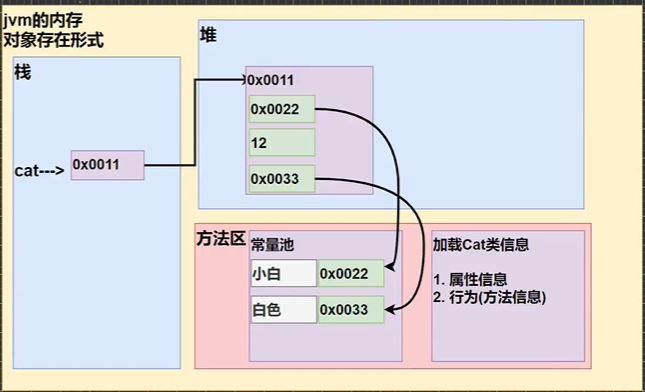 jvm的内存
对象存在形式
栈
cat--->
0x0011
堆
0x0011
0x0022
12
0x0033
方法区
常量池
小白
0x0022
白色
0x0033
加载Cat类信息
1. 属性信息
2. 行为(方法信息)